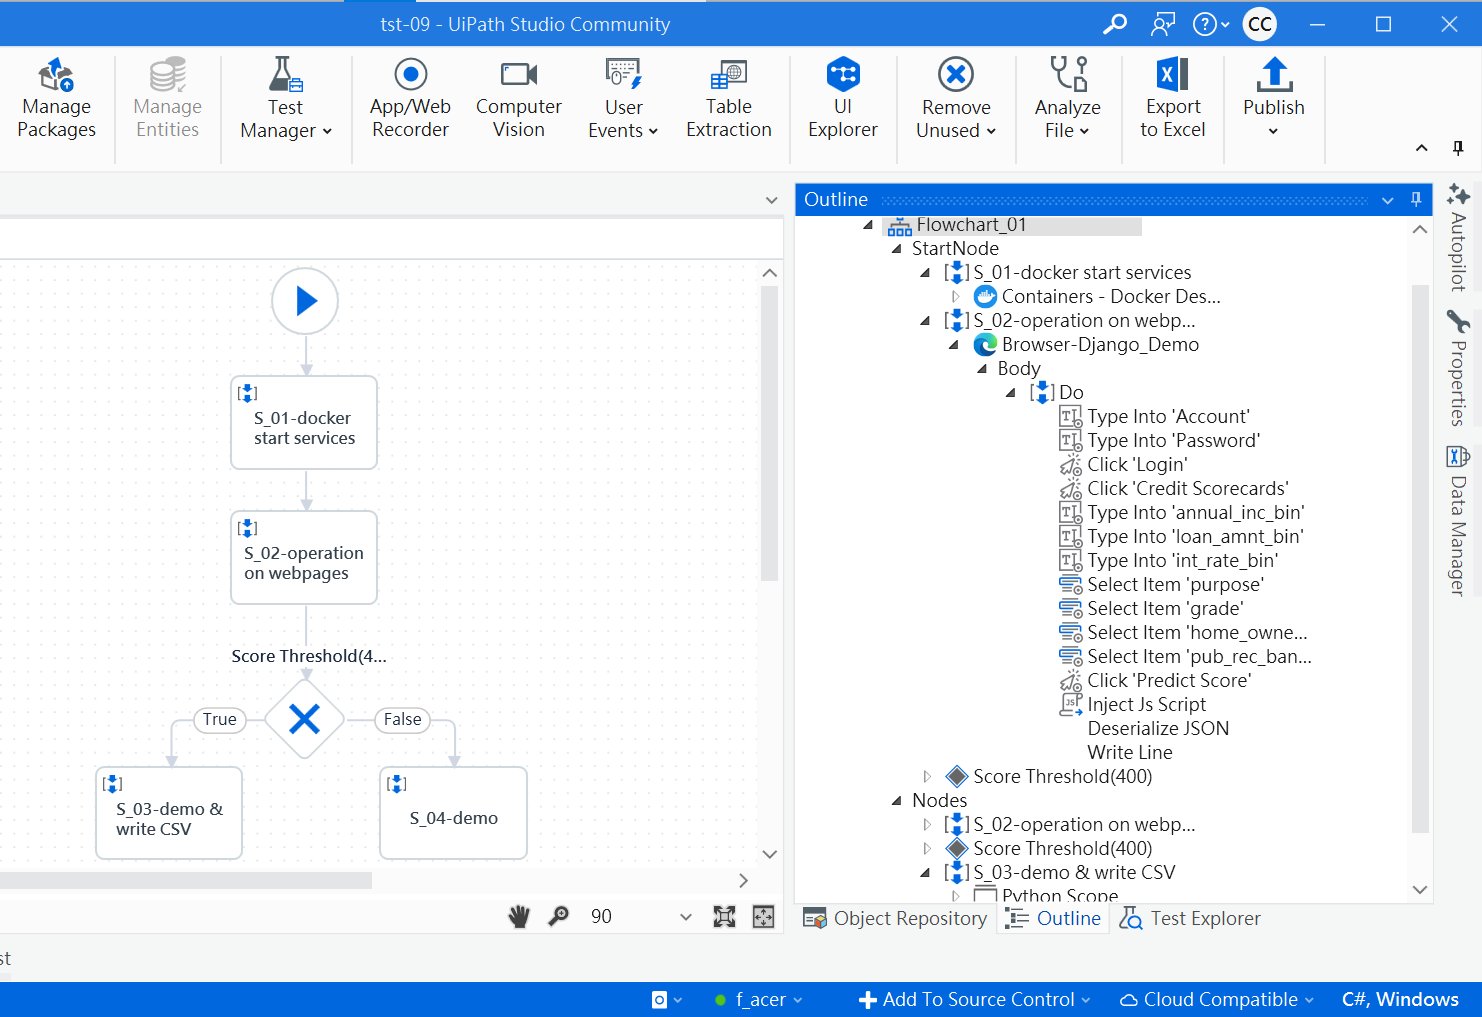 tst-09 - UiPath Studio Community
CC
Manage Packages
Manage Entities
Test Manager
App/Web Recorder
Computer Vision
User Events
Table Extraction
UI Explorer
Remove Unused
Analyze File
Export to Excel
Publish
S_01-docker
start services
S_02-operation
on webpages
Score Threshold(4...
True
False
S_03-demo &
write CSV
S_04-demo
90
Outline
Flowchart_01
StartNode
S_01-docker start services
Containers - Docker Des...
S_02-operation on webp...
Browser-Django_Demo
Body
Do
Type Into 'Account'
Type Into 'Password'
Click 'Login'
Click 'Credit Scorecards'
Type Into 'annual_inc_bin'
Type Into 'loan_amnt_bin'
Type Into 'int_rate_bin'
Select Item 'purpose'
Select Item 'grade'
Select Item 'home_owne...
Select Item 'pub_rec_ban...
Click 'Predict Score'
Inject Js Script
Deserialize JSON
Write Line
Score Threshold(400)
Nodes
S_02-operation on webp...
Score Threshold(400)
S_03-demo & write CSV
Python Scope
Object Repository
Outline
Test Explorer
Autopilot
Properties
Data Manager
st
f_acer
Add To Source Control
Cloud Compatible
C#, Windows